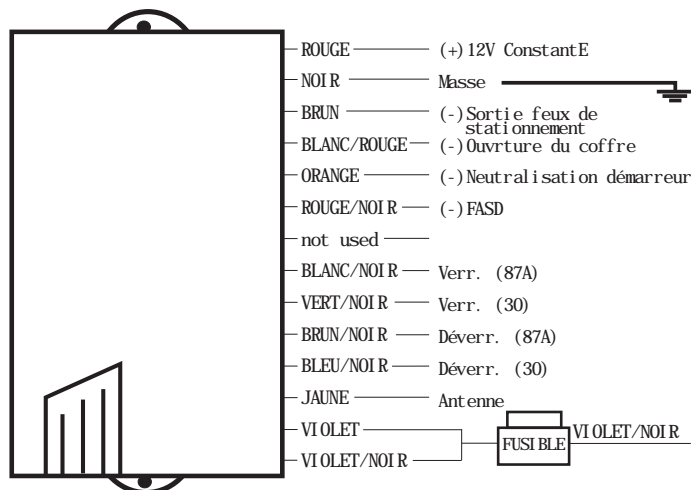 ROUGE (+)12V ConstantE
NOIR Masse
BRUN (-)Sortie feux de
stationnement
BLANC/ROUGE (-)Ouvrture du coffre
ORANGE (-)Neutralisation démarreur
ROUGE/NOIR (-)FASD
not used
BLANC/NOIR Verr. (87A)
VERT/NOIR Verr. (30)
BRUN/NOIR Déverr. (87A)
BLEU/NOIR Déverr. (30)
JAUNE Antenne
VIOLET
FUSIBLE VIOLET/NOIR
VIOLET/NOIR